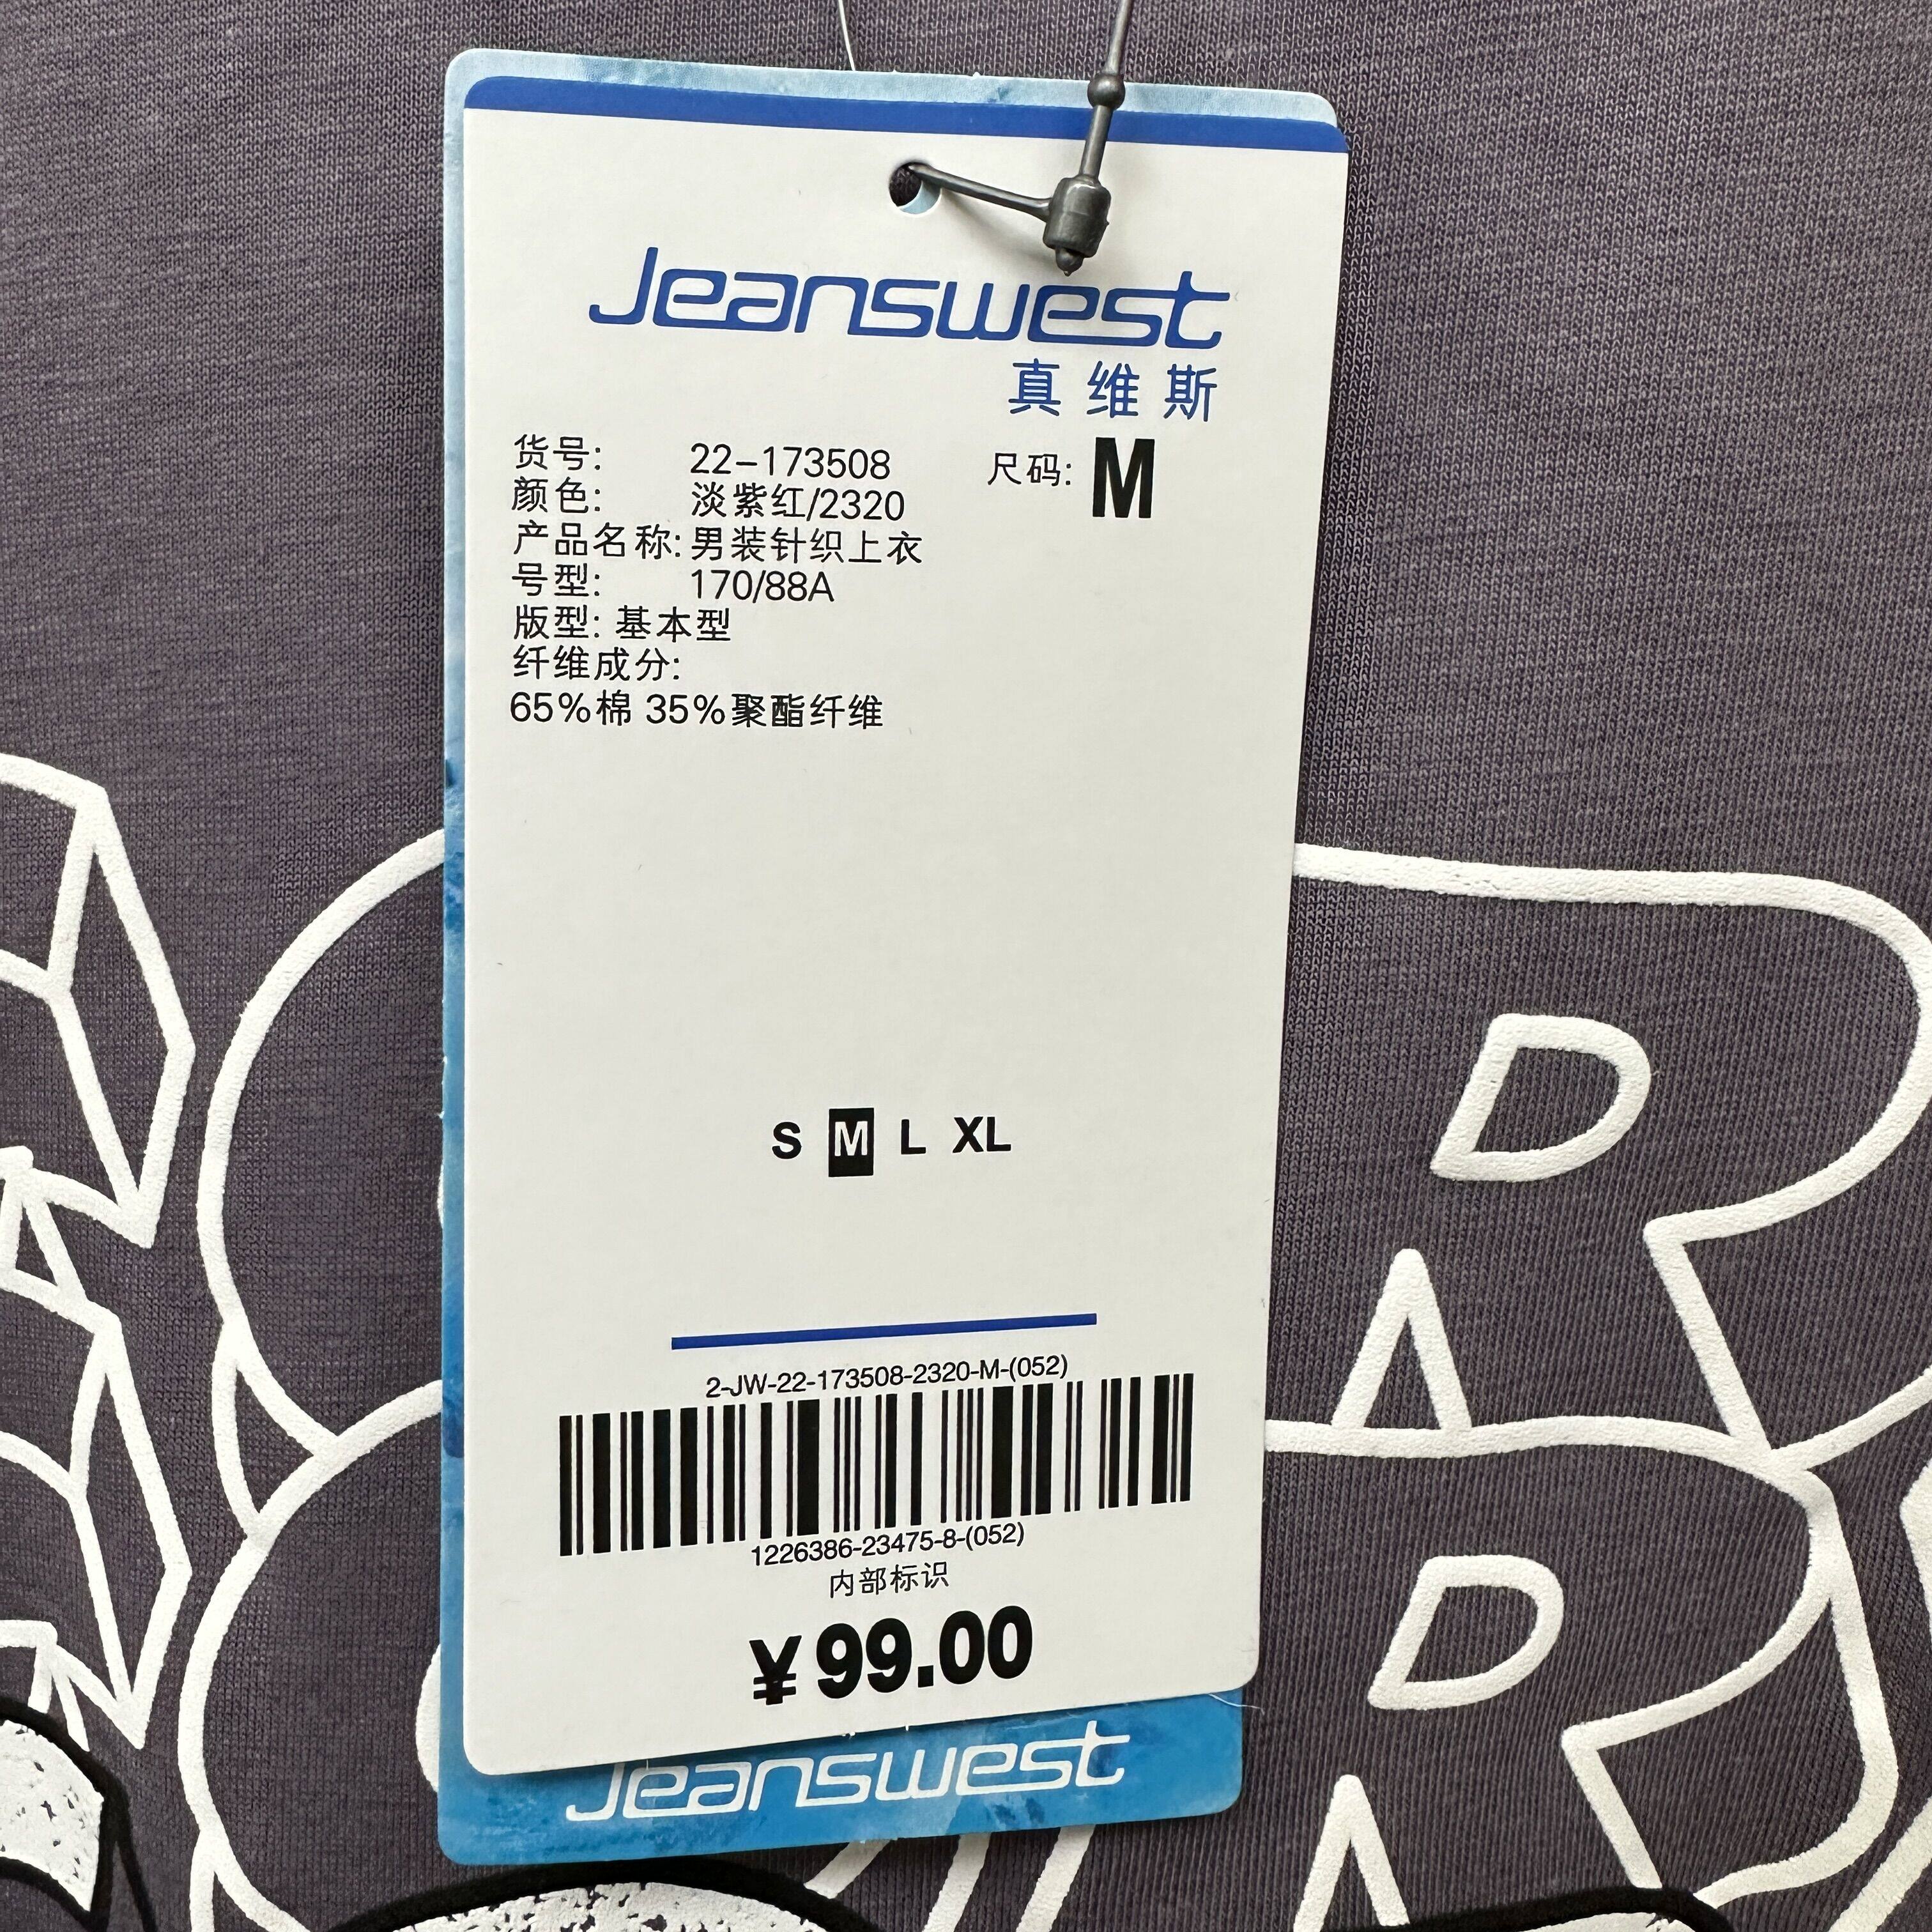 Jeanswest
真维斯
货号: 22-173508 尺码: M
颜色: 淡紫红/2320
产品名称: 男装针织上衣
号型: 170/88A
版型: 基本型
纤维成分:
65%棉 35%聚酯纤维
S M L XL
2-JW-22-173508-2320-M-(052)
1226386-23475-8-(052)
内部标识
¥99.00
Jeanswest